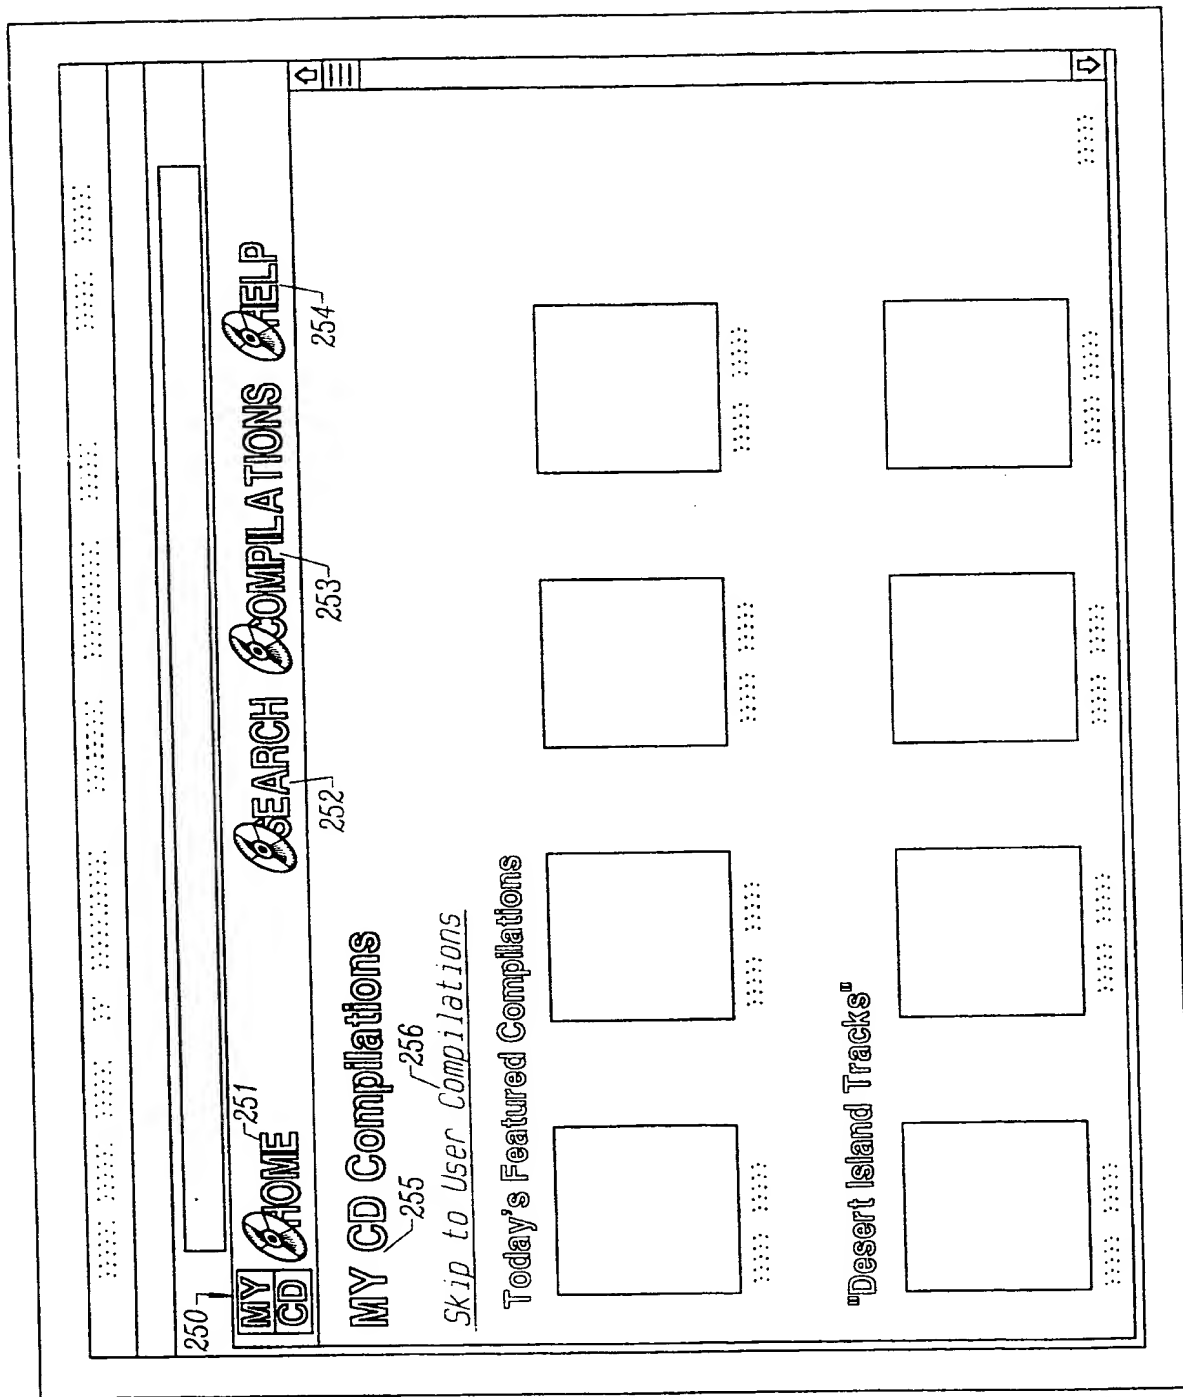 250
MY
CD
HOME
251
SEARCH
252
COMPILATIONS
253
HELP
254
MY CD Compilations
255
Skip to User Compilations
256
Today's Featured Compilations
"Desert Island Tracks"